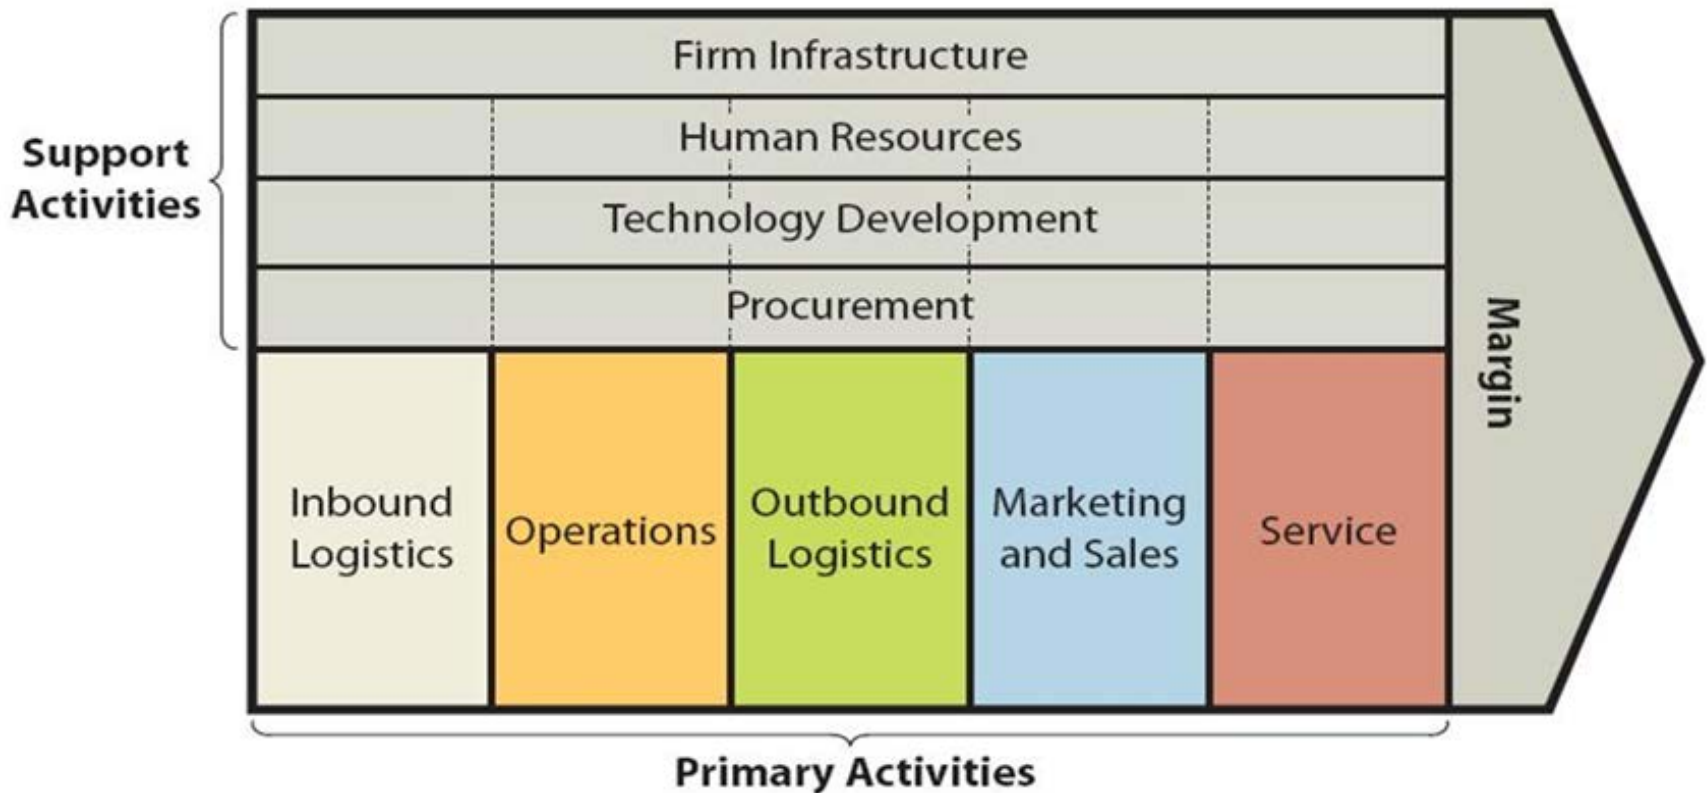 Support
Activities
Firm Infrastructure
Human Resources
Technology Development
Procurement
Inbound
Logistics
Operations
Outbound
Logistics
Marketing
and Sales
Service
Margin
Primary Activities